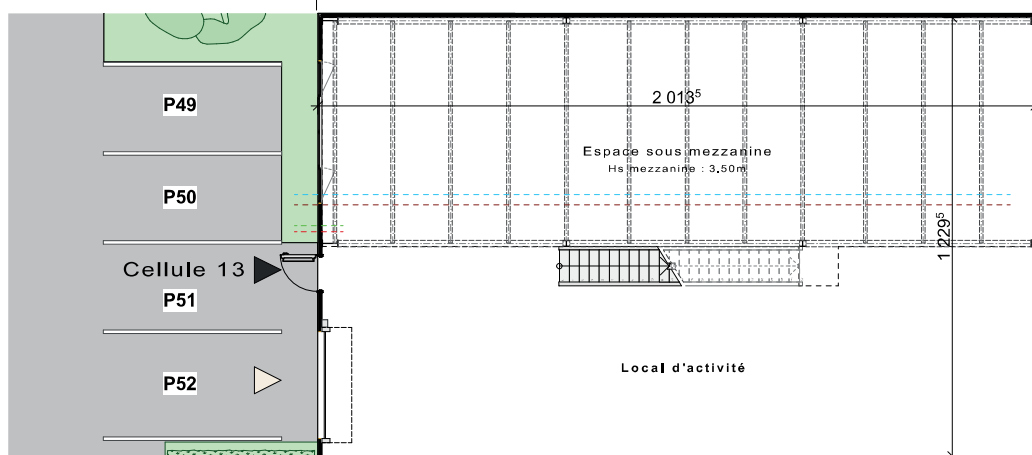 P49
2 013⁵
Espace sous mezzanine
Hs mezzanine : 3,50m
P50
1 229⁵
Cellule 13
P51
Local d'activité
P52